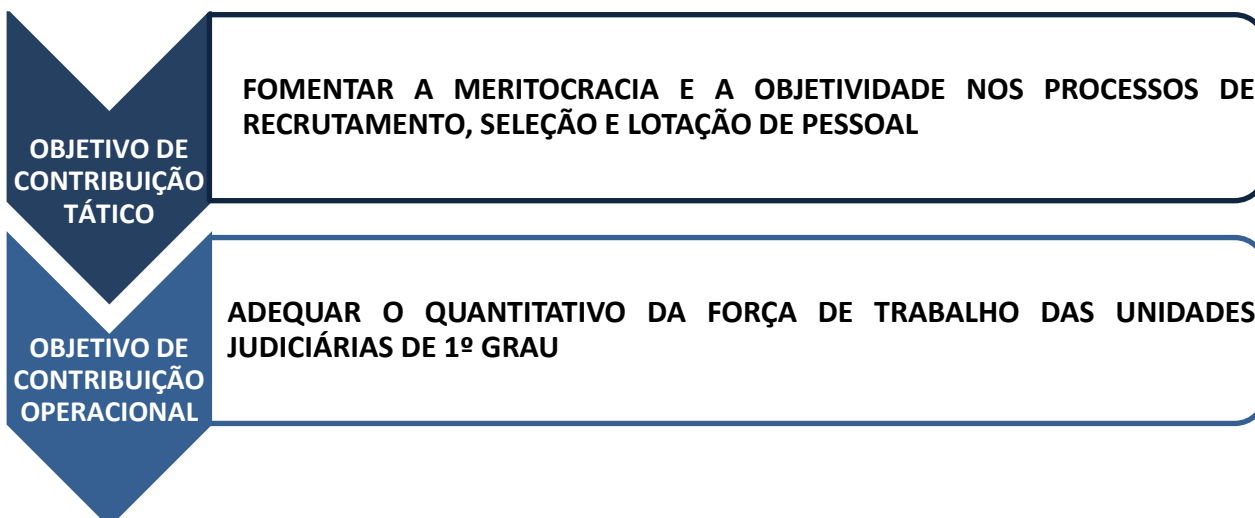 OBJETIVO DE
CONTRIBUIÇÃO
TÁTICO
FOMENTAR A MERITOCRACIA E A OBJETIVIDADE NOS PROCESSOS DE
RECRUTAMENTO, SELEÇÃO E LOTAÇÃO DE PESSOAL
OBJETIVO DE
CONTRIBUIÇÃO
OPERACIONAL
ADEQUAR O QUANTITATIVO DA FORÇA DE TRABALHO DAS UNIDADES
JUDICIÁRIAS DE 1º GRAU